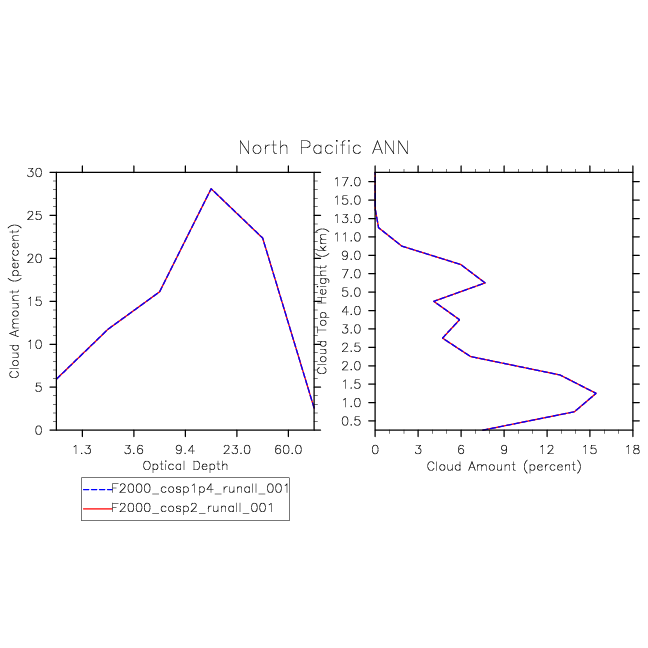 North Pacific ANN
30
25
20
15
10
5
0
Cloud Amount (percent)
1.3 3.6 9.4 23.0 60.0
Optical Depth
17.0
15.0
13.0
11.0
9.0
7.0
5.0
4.0
3.0
2.5
2.0
1.5
1.0
0.5
Cloud Top Height (km)
0 3 6 9 12 15 18
Cloud Amount (percent)
F2000_cosp1p4_runall_001
F2000_cosp2_runall_001